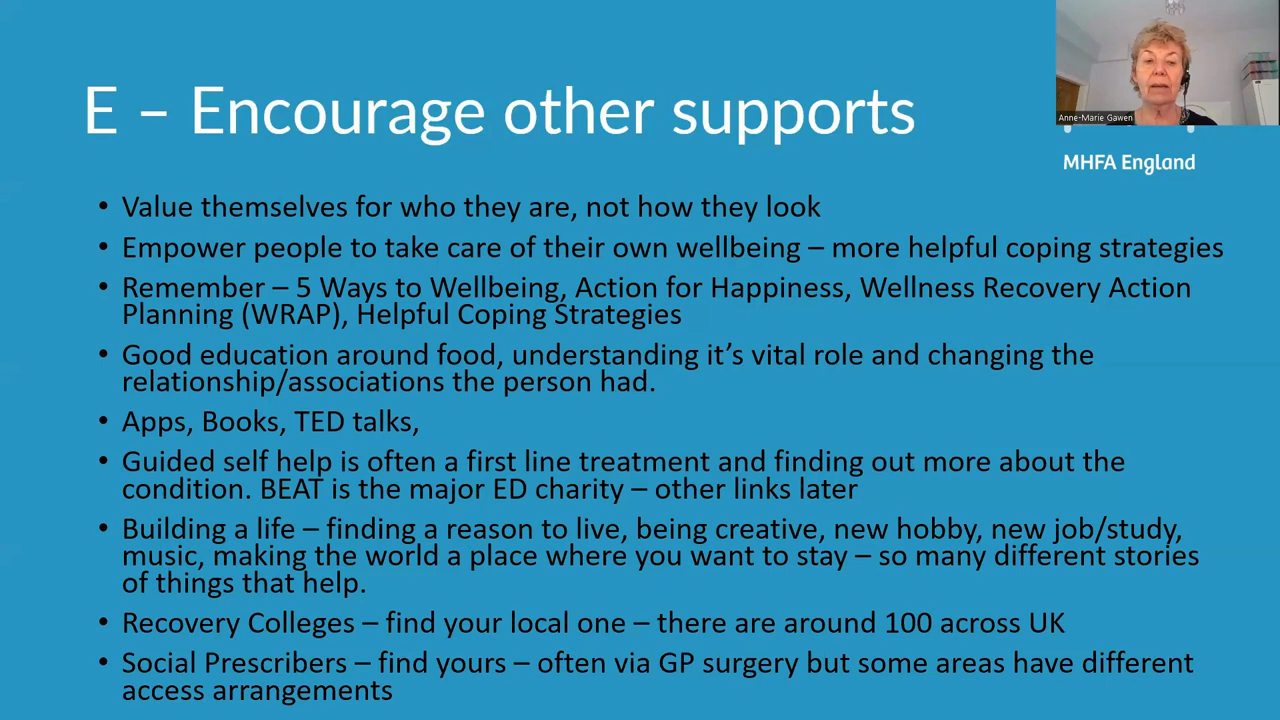 E – Encourage other supports
Anne-Marie Gawen
MHFA England
• Value themselves for who they are, not how they look
• Empower people to take care of their own wellbeing – more helpful coping strategies
• Remember – 5 Ways to Wellbeing, Action for Happiness, Wellness Recovery Action
Planning (WRAP), Helpful Coping Strategies
• Good education around food, understanding it’s vital role and changing the
relationship/associations the person had.
• Apps, Books, TED talks,
• Guided self help is often a first line treatment and finding out more about the
condition. BEAT is the major ED charity – other links later
• Building a life – finding a reason to live, being creative, new hobby, new job/study,
music, making the world a place where you want to stay – so many different stories
of things that help.
• Recovery Colleges – find your local one – there are around 100 across UK
• Social Prescribers – find yours – often via GP surgery but some areas have different
access arrangements